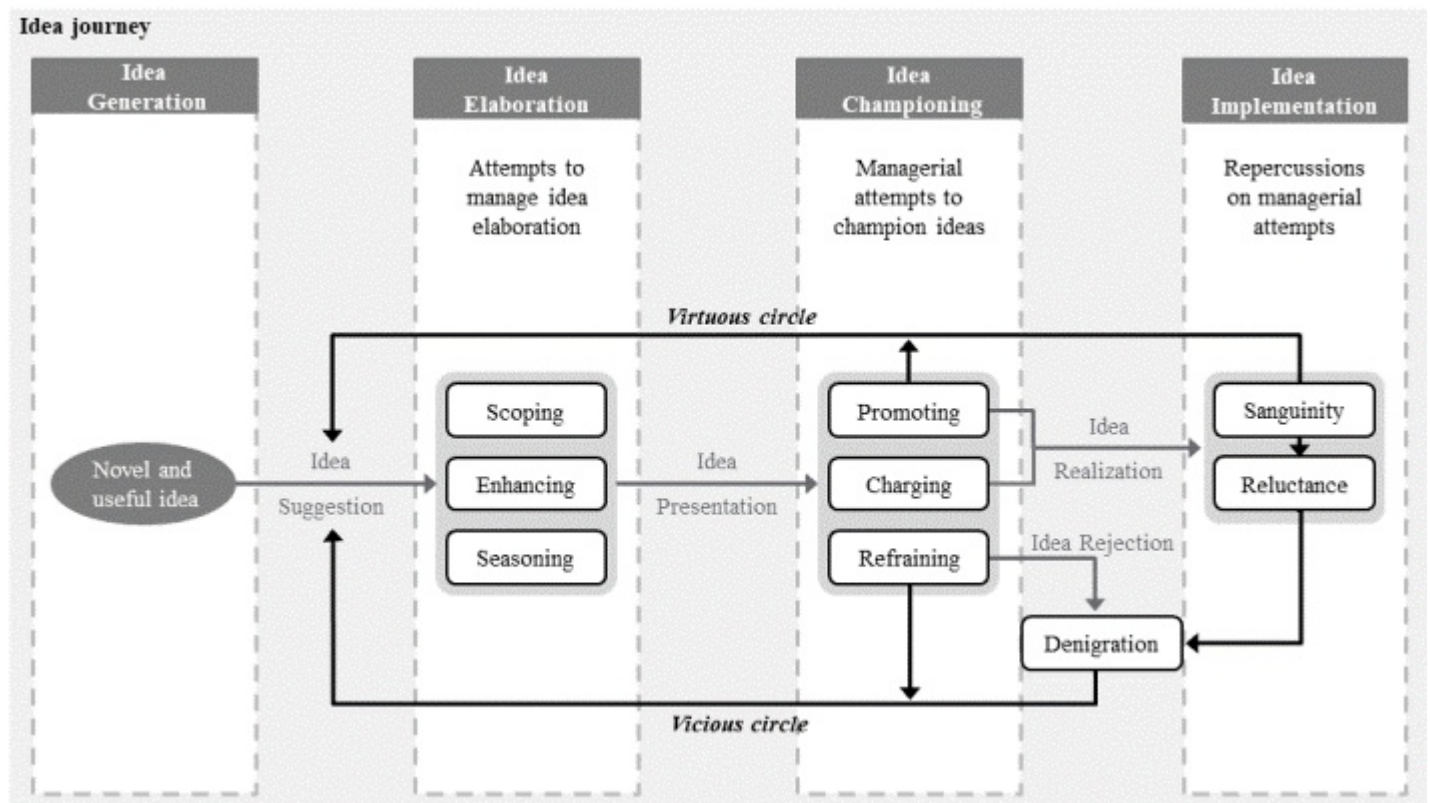 Idea journey
Idea
Generation
Idea
Elaboration
Idea
Championing
Idea
Implementation
Attempts to
manage idea
elaboration
Managerial
attempts to
champion ideas
Repercussions
on managerial
attempts
Virtuous circle
Novel and
useful idea
Idea
Suggestion
Scoping
Enhancing
Seasoning
Idea
Presentation
Promoting
Charging
Refraining
Idea
Realization
Idea Rejection
Sanguinity
Reluctance
Denigration
Vicious circle